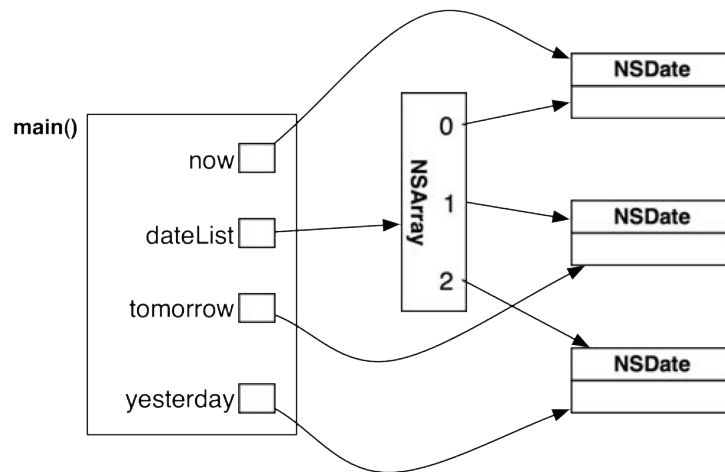 main()
now
dateList
tomorrow
yesterday
NSArray
0
1
2
NSDate
NSDate
NSDate